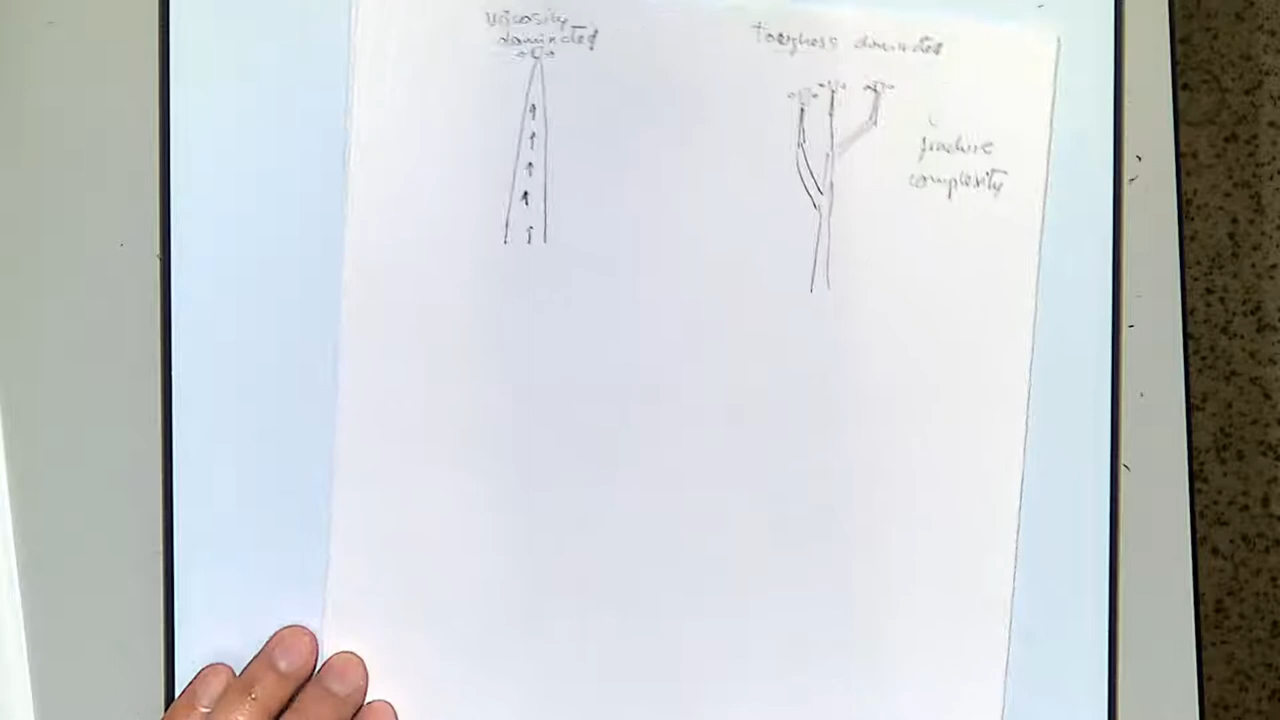 viscosity
dominated
toughness dominated
fracture
complexity